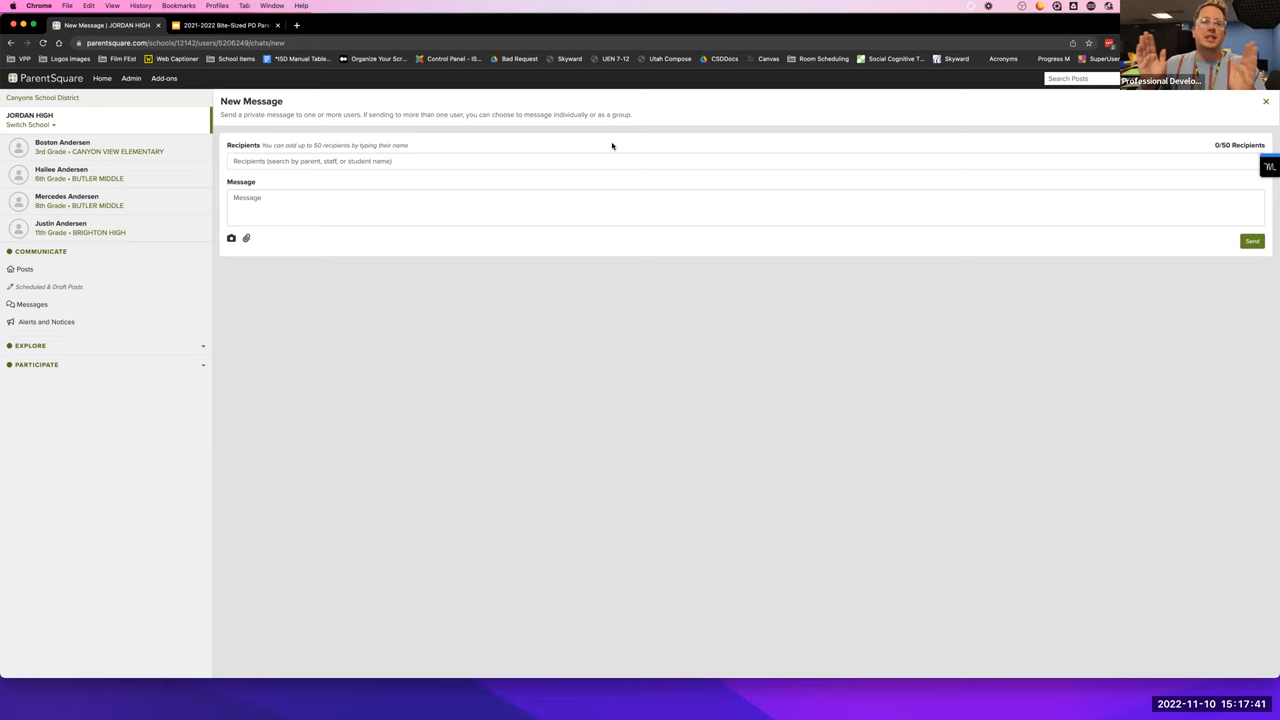 Chrome File Edit View History Bookmarks Profiles Tab Window Help
New Message | JORDAN HIGH
2021-2022 Bite-Sized PD Par
parentsquare.com/schools/12142/users/5206249/chats/new
VPP Logos Images Film FEst Web Captioner School Items *ISD Manual Table... Organize Your Scr... Control Panel - iS... Bad Request Skyward UEN 7-12 Utah Compose CSDDocs Canvas Room Scheduling Social Cognitive T... Skyward Acronyms Progress M SuperUser
Professional Develo...
ParentSquare Home Admin Add-ons Search Posts
Canyons School District
JORDAN HIGH
Switch School
Boston Andersen
3rd Grade • CANYON VIEW ELEMENTARY
Hailee Andersen
6th Grade • BUTLER MIDDLE
Mercedes Andersen
8th Grade • BUTLER MIDDLE
Justin Andersen
11th Grade • BRIGHTON HIGH
COMMUNICATE
Posts
Scheduled & Draft Posts
Messages
Alerts and Notices
EXPLORE
PARTICIPATE
New Message
Send a private message to one or more users. If sending to more than one user, you can choose to message individually or as a group.
Recipients You can add up to 50 recipients by typing their name 0/50 Recipients
Recipients (search by parent, staff, or student name)
Message
Message
Send
2022-11-10 15:17:41